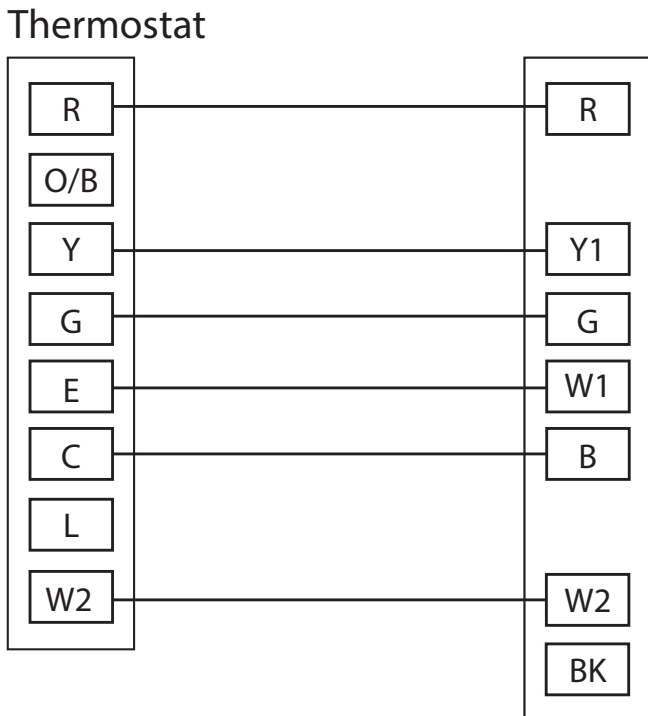 Thermostat
R R
O/B
Y Y1
G G
E W1
C B
L
W2 W2
BK